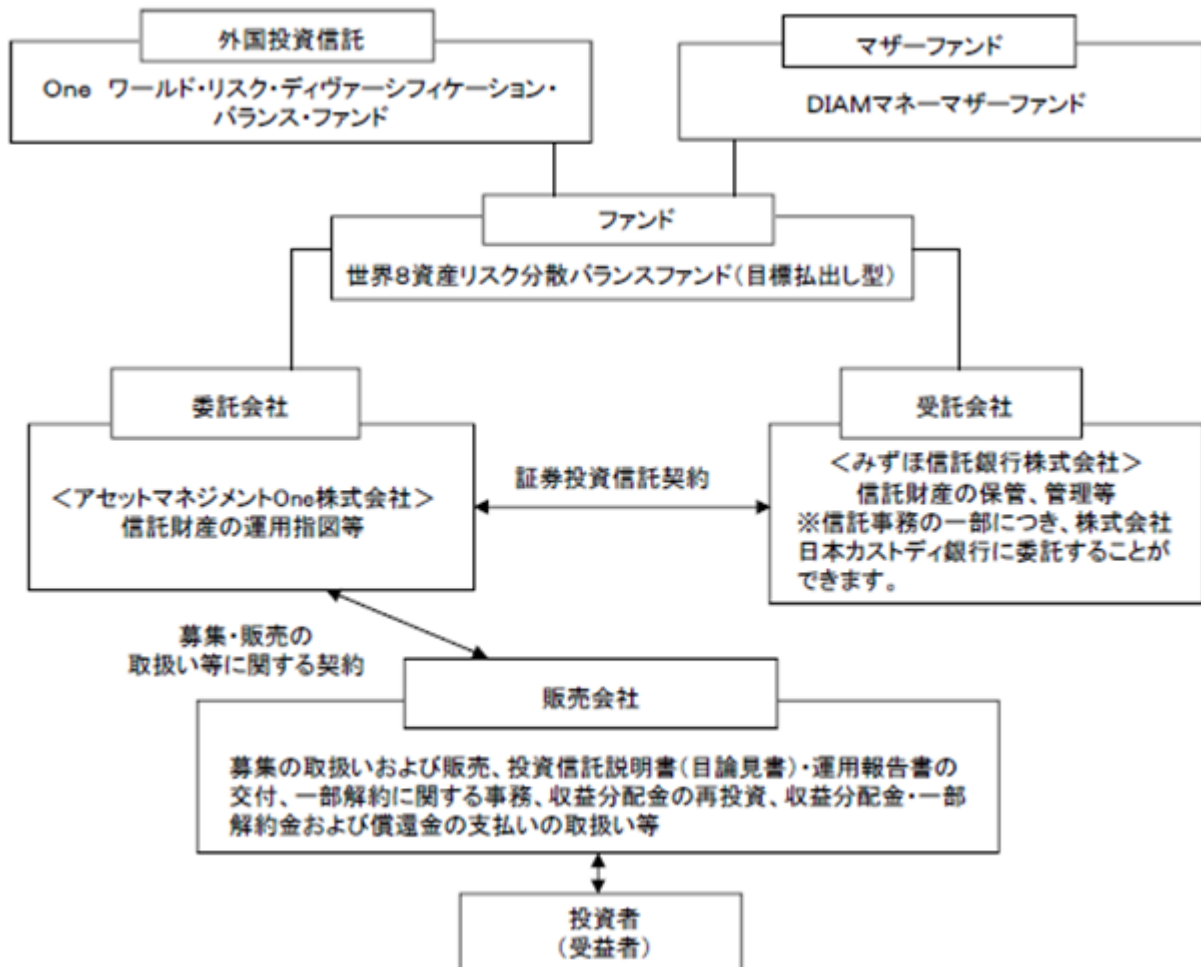 外国投資信託
One ワールド・リスク・ディヴァーシフィケーション・
バランス・ファンド
マザーファンド
DIAMマネーマザーファンド
ファンド
世界8資産リスク分散バランスファンド(目標払出し型)
委託会社
<アセットマネジメントOne株式会社>
信託財産の運用指図等
証券投資信託契約
受託会社
<みずほ信託銀行株式会社>
信託財産の保管、管理等
※信託事務の一部につき、株式会社
日本カストディ銀行に委託することが
できます。
募集・販売の
取扱い等に関する契約
販売会社
募集の取扱いおよび販売、投資信託説明書(目論見書)・運用報告書の
交付、一部解約に関する事務、収益分配金の再投資、収益分配金・一部
解約金および償還金の支払いの取扱い等
投資者
(受益者)